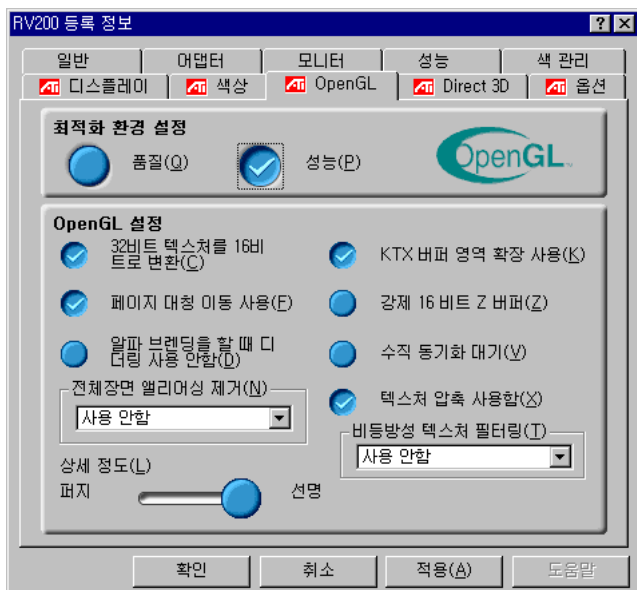 RV200 등록 정보
일반 어댑터 모니터 성능 색 관리
ATI 디스플레이 ATI 색상 ATI OpenGL ATI Direct 3D ATI 옵션
최적화 환경 설정
품질(Q) 성능(P)
OpenGL
OpenGL 설정
32비트 텍스처를 16비
트로 변환(C)
KTX 버퍼 영역 확장 사용(K)
페이지 대칭 이동 사용(F)
강제 16 비트 Z 버퍼(Z)
알파 브렌딩을 할 때 디
더링 사용 안함(D)
수직 동기화 대기(V)
전체장면 앨리어싱 제거(N)
사용 안함
텍스처 압축 사용함(X)
비등방성 텍스처 필터링(T)
사용 안함
상세 정도(L)
퍼지 선명
확인 취소 적용(A) 도움말